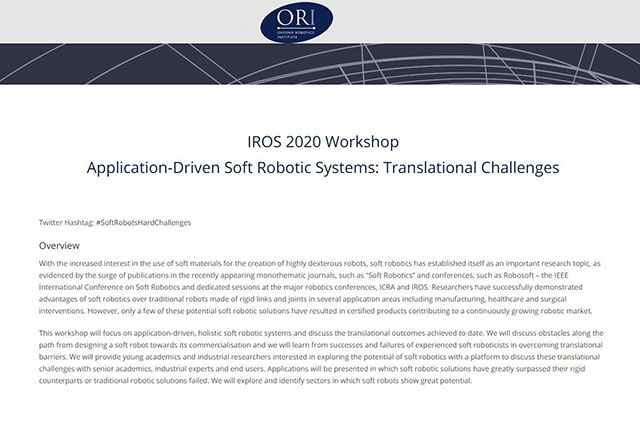 ORI
OXFORD ROBOTICS
INSTITUTE
IROS 2020 Workshop
Application-Driven Soft Robotic Systems: Translational Challenges
Twitter Hashtag: #SoftRobotsHardChallenges
Overview
With the increased interest in the use of soft materials for the creation of highly dexterous robots, soft robotics has established itself as an important research topic, as
evidenced by the surge of publications in the recently appearing monothematic journals, such as “Soft Robotics” and conferences, such as Robosoft – the IEEE
International Conference on Soft Robotics and dedicated sessions at the major robotics conferences, ICRA and IROS. Researchers have successfully demonstrated
advantages of soft robotics over traditional robots made of rigid links and joints in several application areas including manufacturing, healthcare and surgical
interventions. However, only a few of these potential soft robotic solutions have resulted in certified products contributing to a continuously growing robotic market.
This workshop will focus on application-driven, holistic soft robotic systems and discuss the translational outcomes achieved to date. We will discuss obstacles along the
path from designing a soft robot towards its commercialisation and we will learn from successes and failures of experienced soft roboticists in overcoming translational
barriers. We will provide young academics and industrial researchers interested in exploring the potential of soft robotics with a platform to discuss these translational
challenges with senior academics, industrial experts and end users. Applications will be presented in which soft robotic solutions have greatly surpassed their rigid
counterparts or traditional robotic solutions failed. We will explore and identify sectors in which soft robots show great potential.